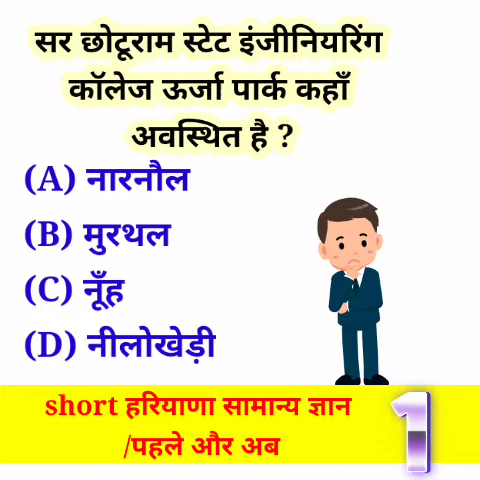 सर छोटूराम स्टेट इंजीनियरिंग
कॉलेज ऊर्जा पार्क कहाँ
अवस्थित है ?
(A) नारनौल
(B) मुरथल
(C) नूँह
(D) नीलोखेड़ी
short हरियाणा सामान्य ज्ञान
/पहले और अब
1